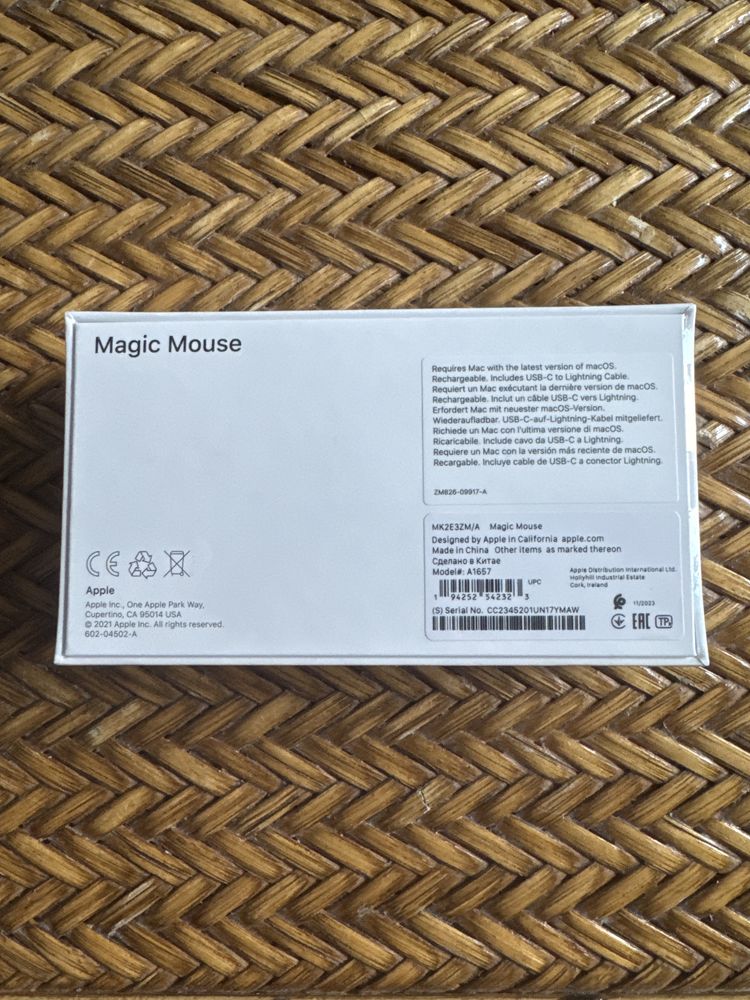 Magic Mouse
Requires Mac with the latest version of macOS.
Rechargeable. Includes USB-C to Lightning Cable.
Requiert un Mac exécutant la dernière version de macOS.
Rechargeable. Inclut un câble USB-C vers Lightning.
Erfordert Mac mit neuester macOS-Version.
Wiederaufladbar. USB-C-auf-Lightning-Kabel mitgeliefert.
Richiede un Mac con l'ultima versione di macOS.
Ricaricabile. Include cavo da USB-C a Lightning.
Requiere un Mac con la versión más reciente de macOS.
Recargable. Incluye cable de USB-C a conector Lightning.
ZM826-09917-A
MK2E3ZM/A Magic Mouse
Designed by Apple in California apple.com
Made in China Other items as marked thereon
Сделано в Китае
Model#: A1657
UPC
1 94252 54232 3
(S) Serial No. CC2345201UN17YMAW
Apple Distribution International Ltd.
Hollyhill Industrial Estate
Cork, Ireland
11/2023
EAC TP
CE
Apple
Apple Inc., One Apple Park Way,
Cupertino, CA 95014 USA
© 2021 Apple Inc. All rights reserved.
602-04502-A